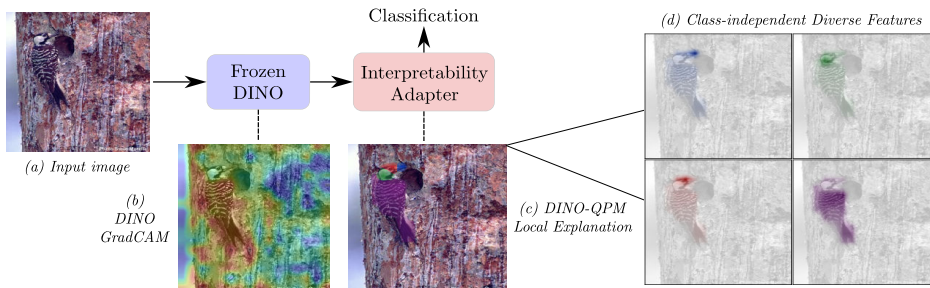 Classification
(d) Class-independent Diverse Features
Frozen
DINO
Interpretability
Adapter
(a) Input image
(b)
DINO
GradCAM
(c) DINO-QPM
Local Explanation